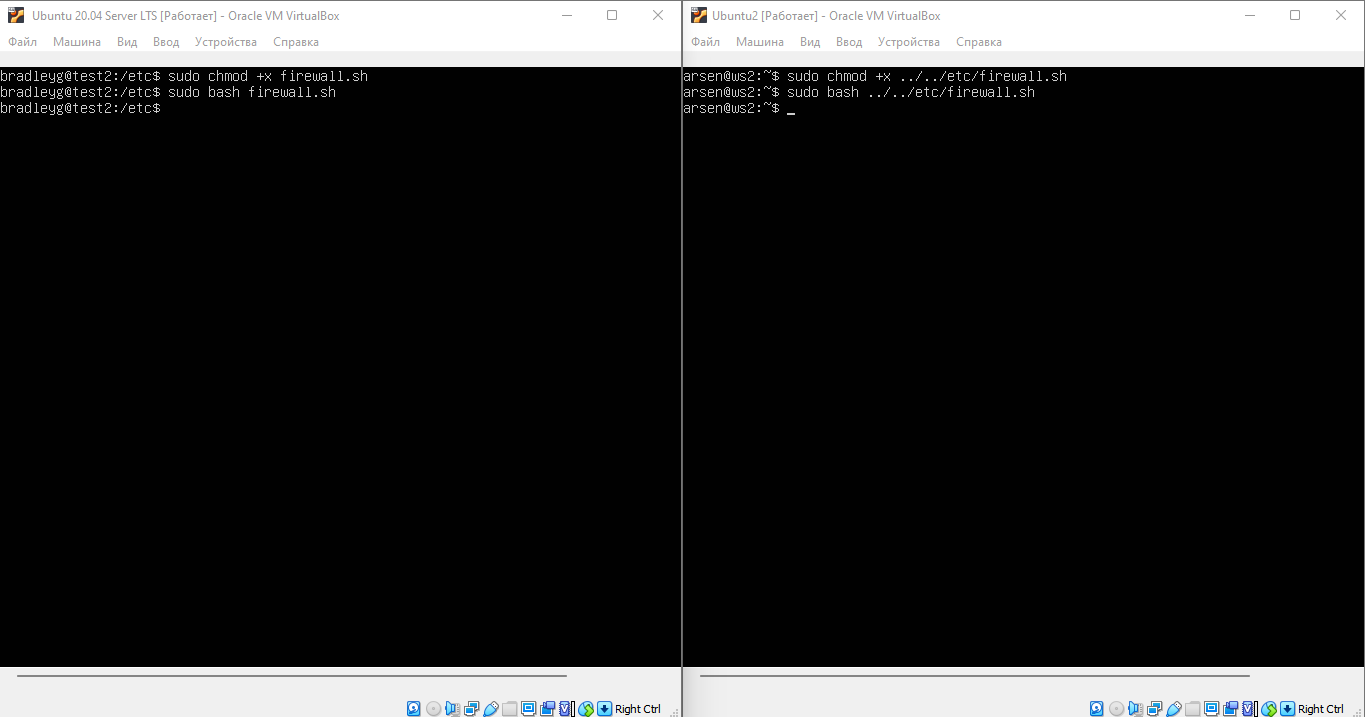 Ubuntu 20.04 Server LTS [Работает] - Oracle VM VirtualBox
Файл Машина Вид Ввод Устройства Справка
bradleyg@test2:/etc$ sudo chmod +x firewall.sh
bradleyg@test2:/etc$ sudo bash firewall.sh
bradleyg@test2:/etc$
Right Ctrl
Ubuntu2 [Работает] - Oracle VM VirtualBox
Файл Машина Вид Ввод Устройства Справка
arsen@ws2:~$ sudo chmod +x ../../etc/firewall.sh
arsen@ws2:~$ sudo bash ../../etc/firewall.sh
arsen@ws2:~$ _
Right Ctrl